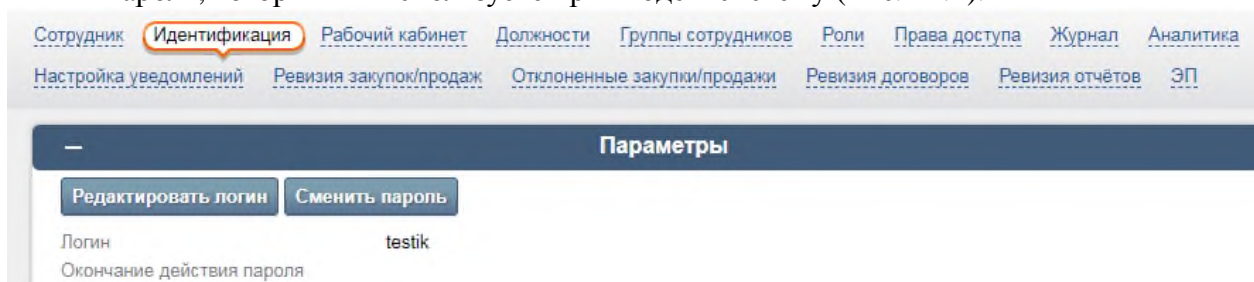 Сотрудник Идентификация Рабочий кабинет Должности Группы сотрудников Роли Права доступа Журнал Аналитика
Настройка уведомлений Ревизия закупок/продаж Отклоненные закупки/продажи Ревизия договоров Ревизия отчётов ЭП
– Параметры
Редактировать логин Сменить пароль
Логин testik
Окончание действия пароля